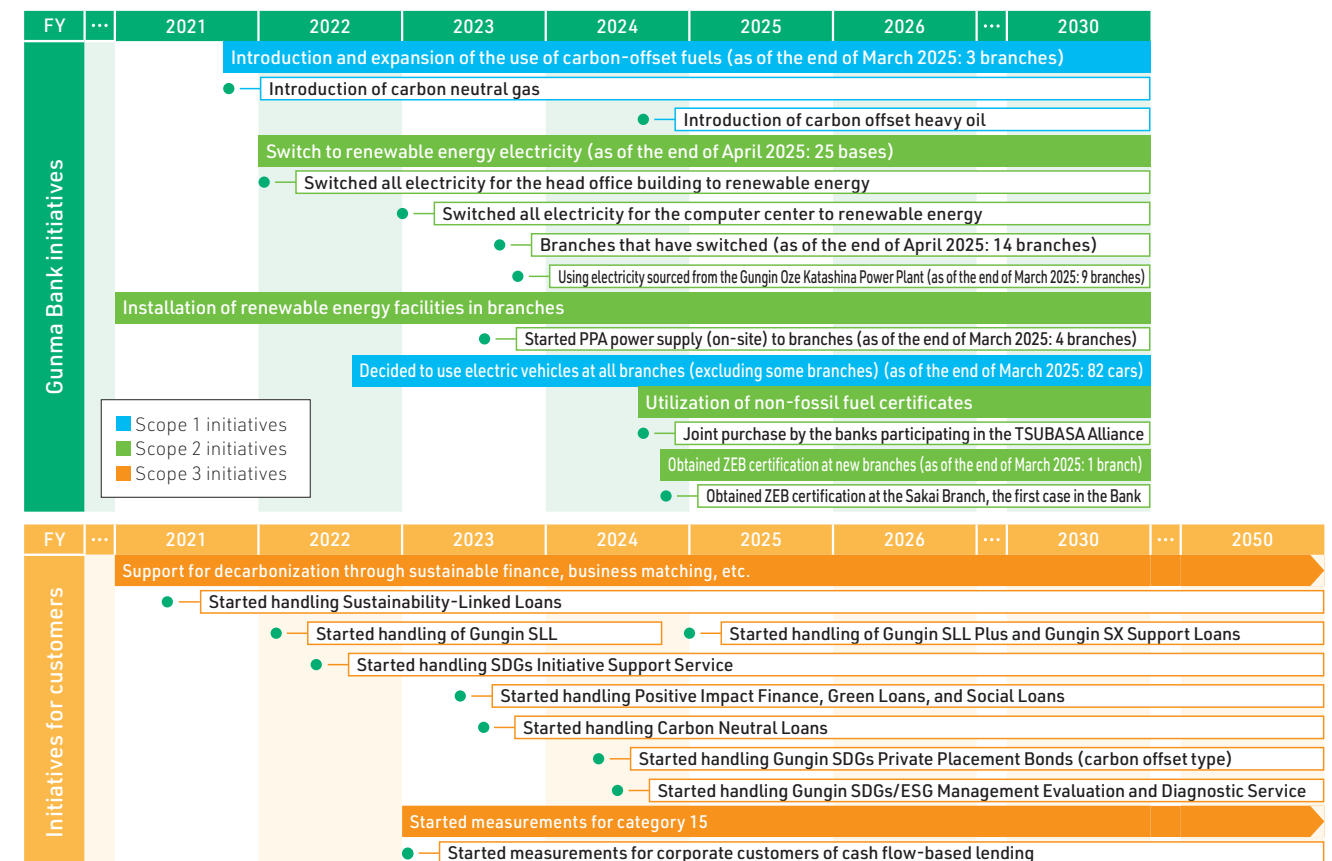 FY ... 2021 2022 2023 2024 2025 2026 ... 2030
Gunma Bank initiatives
Introduction and expansion of the use of carbon-offset fuels (as of the end of March 2025: 3 branches)
Introduction of carbon neutral gas
Introduction of carbon offset heavy oil
Switch to renewable energy electricity (as of the end of April 2025: 25 bases)
Switched all electricity for the head office building to renewable energy
Switched all electricity for the computer center to renewable energy
Branches that have switched (as of the end of April 2025: 14 branches)
Using electricity sourced from the Gungin Oze Katashina Power Plant (as of the end of March 2025: 9 branches)
Installation of renewable energy facilities in branches
Started PPA power supply (on-site) to branches (as of the end of March 2025: 4 branches)
Decided to use electric vehicles at all branches (excluding some branches) (as of the end of March 2025: 82 cars)
Utilization of non-fossil fuel certificates
Joint purchase by the banks participating in the TSUBASA Alliance
Obtained ZEB certification at new branches (as of the end of March 2025: 1 branch)
Obtained ZEB certification at the Sakai Branch, the first case in the Bank
Scope 1 initiatives
Scope 2 initiatives
Scope 3 initiatives
FY ... 2021 2022 2023 2024 2025 2026 ... 2030 ... 2050
Initiatives for customers
Support for decarbonization through sustainable finance, business matching, etc.
Started handling Sustainability-Linked Loans
Started handling of Gungin SLL
Started handling of Gungin SLL Plus and Gungin SX Support Loans
Started handling SDGs Initiative Support Service
Started handling Positive Impact Finance, Green Loans, and Social Loans
Started handling Carbon Neutral Loans
Started handling Gungin SDGs Private Placement Bonds (carbon offset type)
Started handling Gungin SDGs/ESG Management Evaluation and Diagnostic Service
Started measurements for category 15
Started measurements for corporate customers of cash flow-based lending